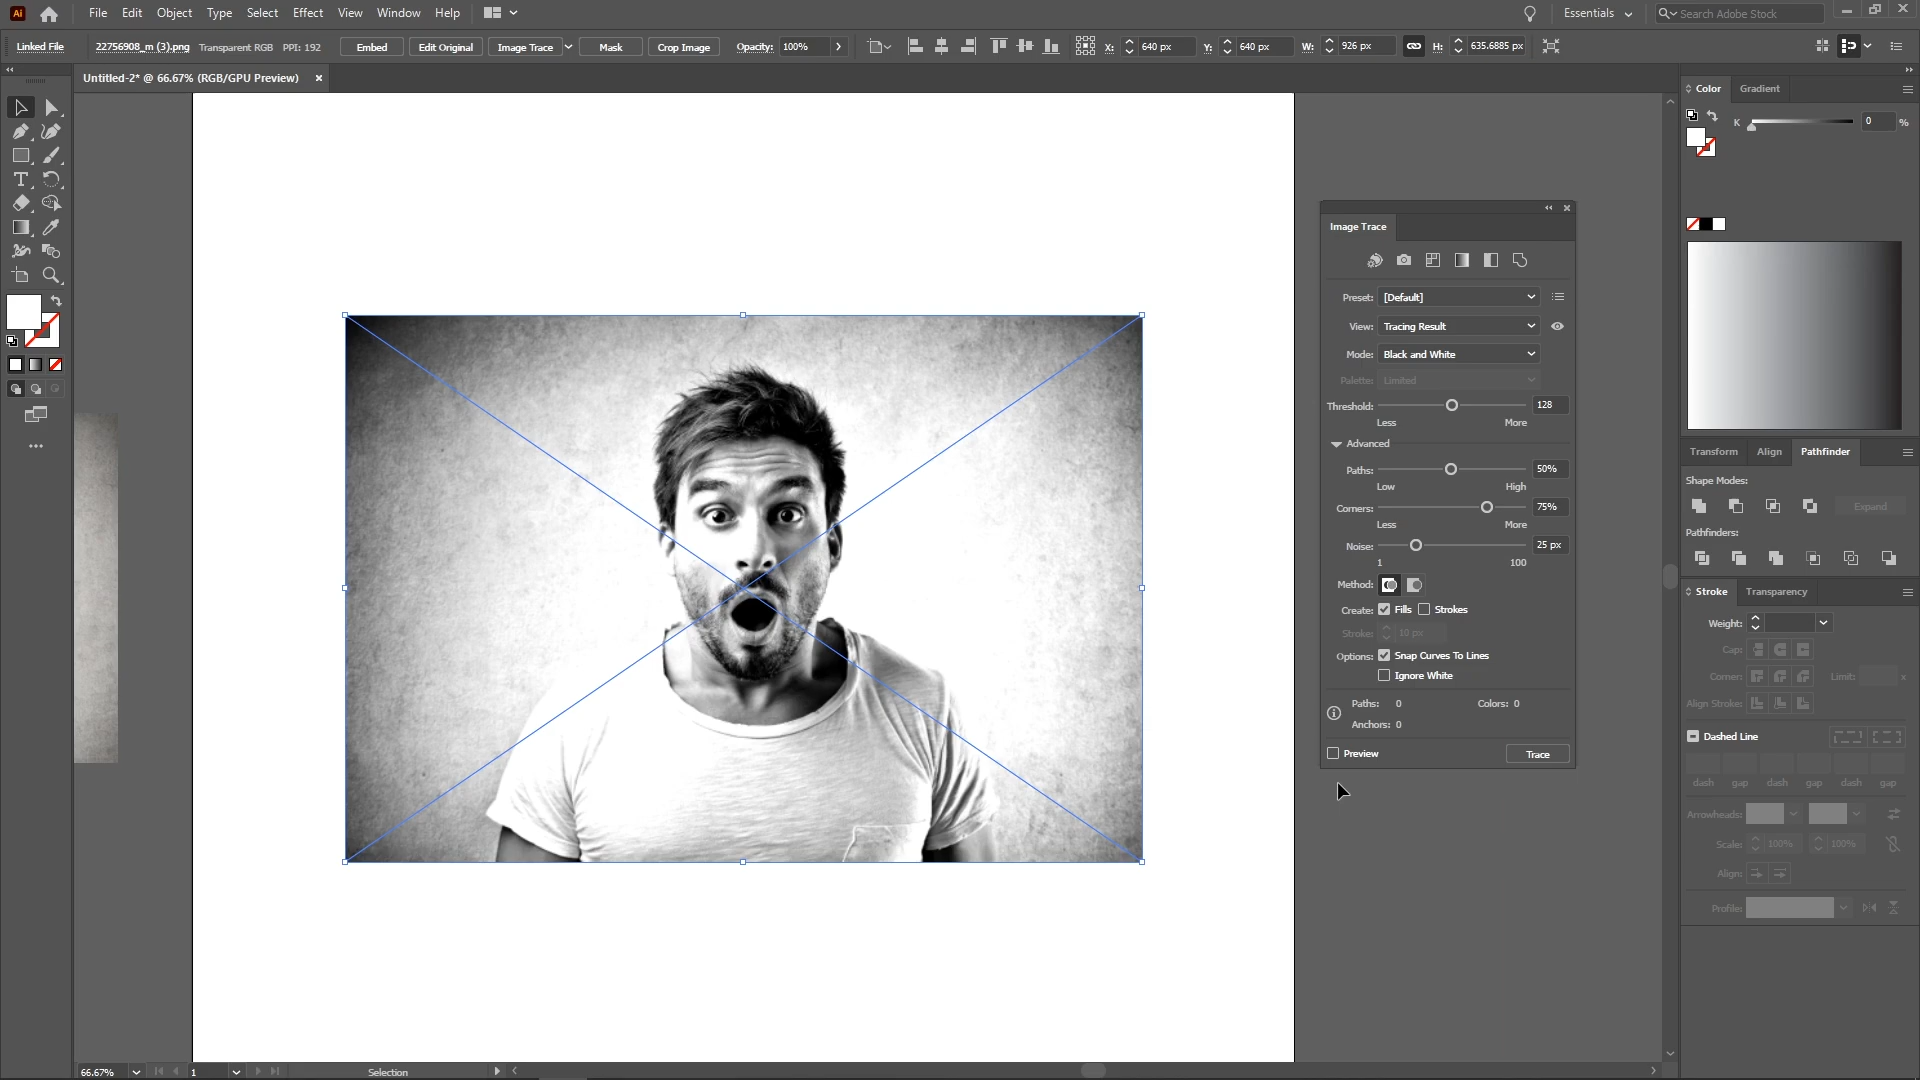 Ai File Edit Object Type Select Effect View Window Help Essentials Search Adobe Stock
Linked File 22756908_m (3).png Transparent RGB PPI: 192 Embed Edit Original Image Trace Mask Crop Image Opacity: 100% X: 640 px Y: 640 px W: 926 px H: 635.6885 px
Untitled-2* @ 66.67% (RGB/GPU Preview)
Color Gradient
K 0 %
Image Trace
Preset: [Default]
View: Tracing Result
Mode: Black and White
Palette: Limited
Threshold: 128
Less More
Advanced
Paths: 50%
Low High
Corners: 75%
Less More
Noise: 25 px
1 100
Method:
Create: Fills Strokes
Stroke: 10 px
Options: Snap Curves To Lines
Ignore White
Paths: 0 Colors: 0
Anchors: 0
Preview Trace
Transform Align Pathfinder
Shape Modes:
Expand
Pathfinders:
Stroke Transparency
Weight:
Cap:
Corner: Limit: x
Align Stroke:
Dashed Line
dash gap dash gap dash gap
Arrowheads:
Scale: 100% 100%
Align:
Profile:
66.67% 1 Selection